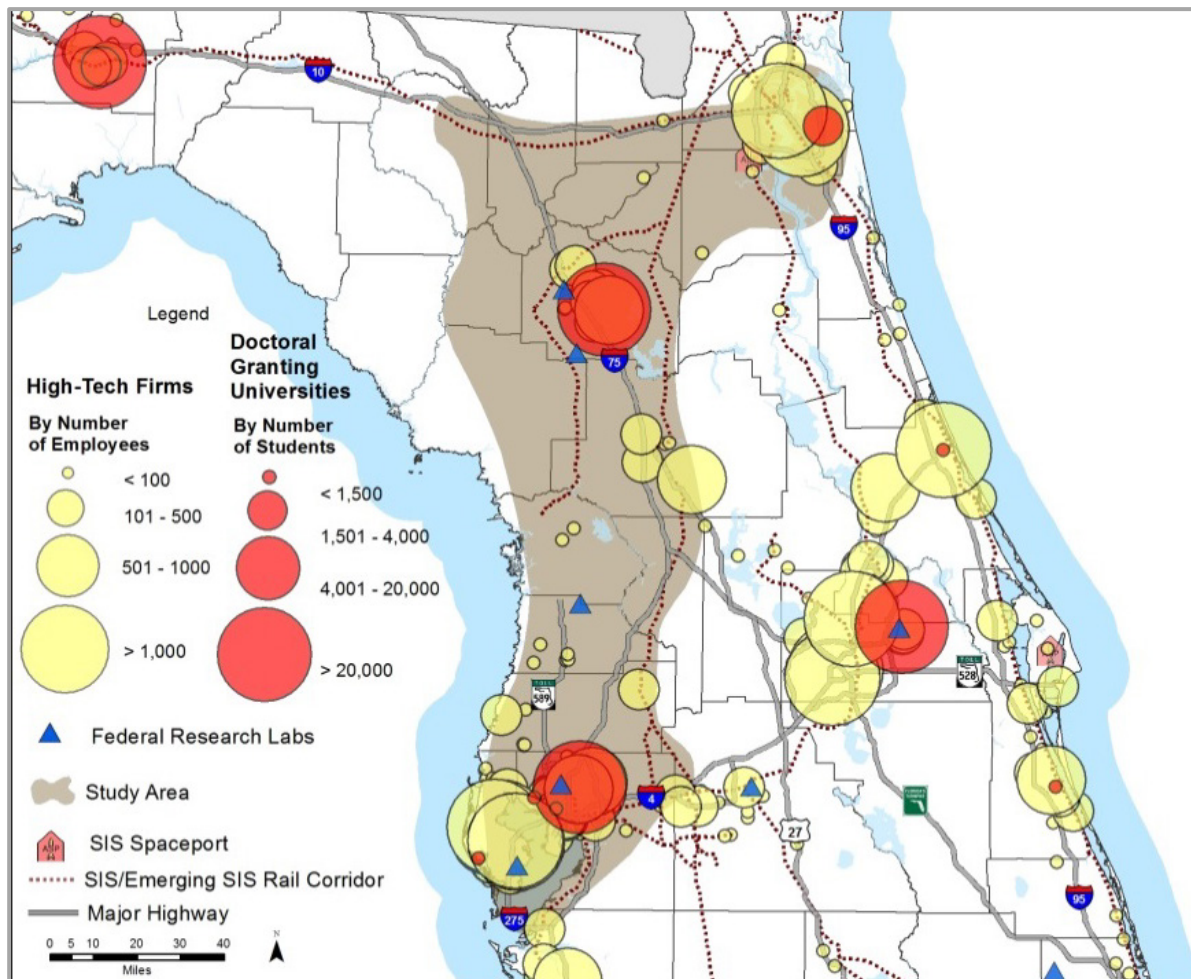 10
95
75
Legend
High-Tech Firms
By Number
of Employees
< 100
101 - 500
501 - 1000
> 1,000
Doctoral
Granting
Universities
By Number
of Students
< 1,500
1,501 - 4,000
4,001 - 20,000
> 20,000
Federal Research Labs
Study Area
SIS Spaceport
SIS/Emerging SIS Rail Corridor
Major Highway
0 5 10 20 30 40
Miles
N
TOLL
528
TOLL
589
4
27
275
95